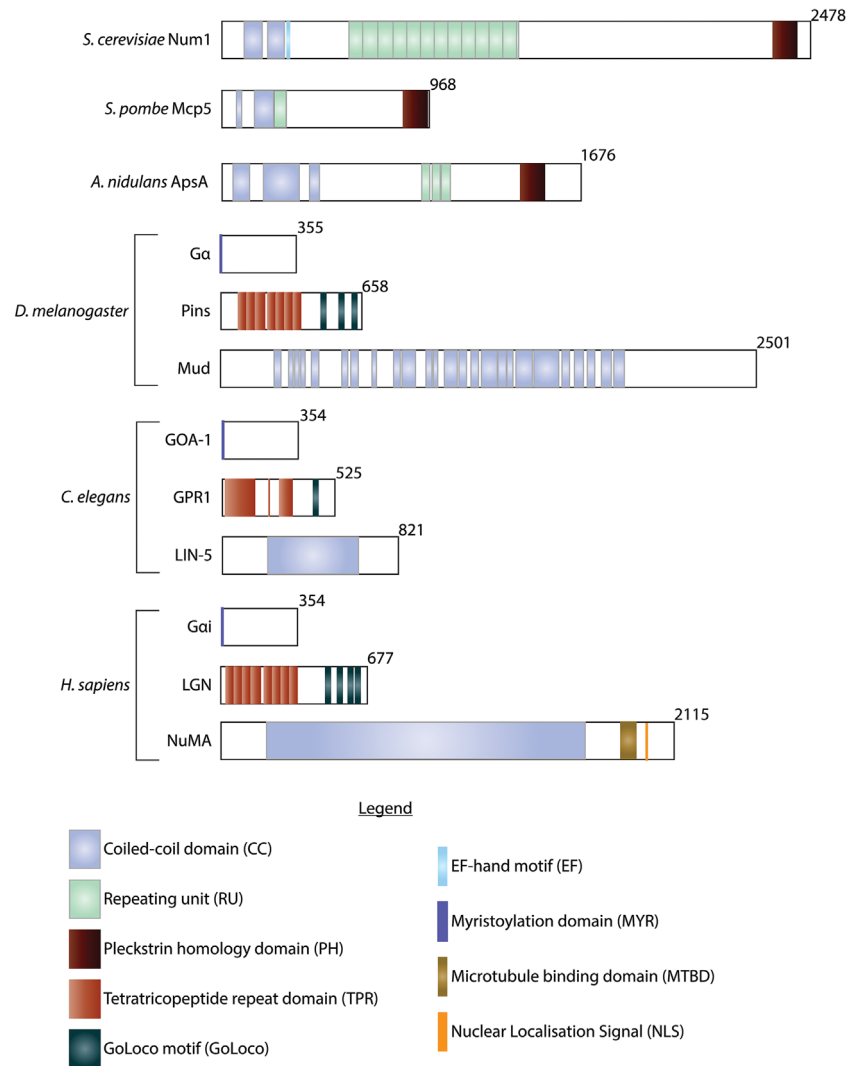 2478
S. cerevisiae Num1
968
S. pombe Mcp5
1676
A. nidulans ApsA
355
Gα
D. melanogaster
658
Pins
2501
Mud
354
GOA-1
C. elegans
525
GPR1
821
LIN-5
354
Gαi
H. sapiens
677
LGN
2115
NuMA
Legend
Coiled-coil domain (CC)
Repeating unit (RU)
Pleckstrin homology domain (PH)
Tetratricopeptide repeat domain (TPR)
GoLoco motif (GoLoco)
EF-hand motif (EF)
Myristoylation domain (MYR)
Microtubule binding domain (MTBD)
Nuclear Localisation Signal (NLS)